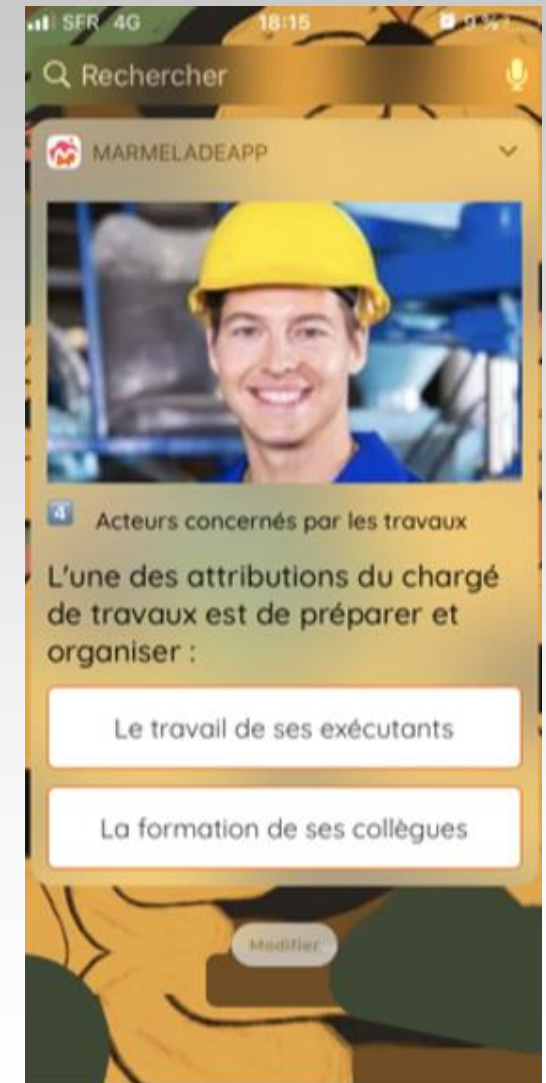 SFR 4G 18:15 9 %
Rechercher
MARMELADEAPP
4 Acteurs concernés par les travaux
L'une des attributions du chargé
de travaux est de préparer et
organiser :
Le travail de ses exécutants
La formation de ses collègues
Modifier